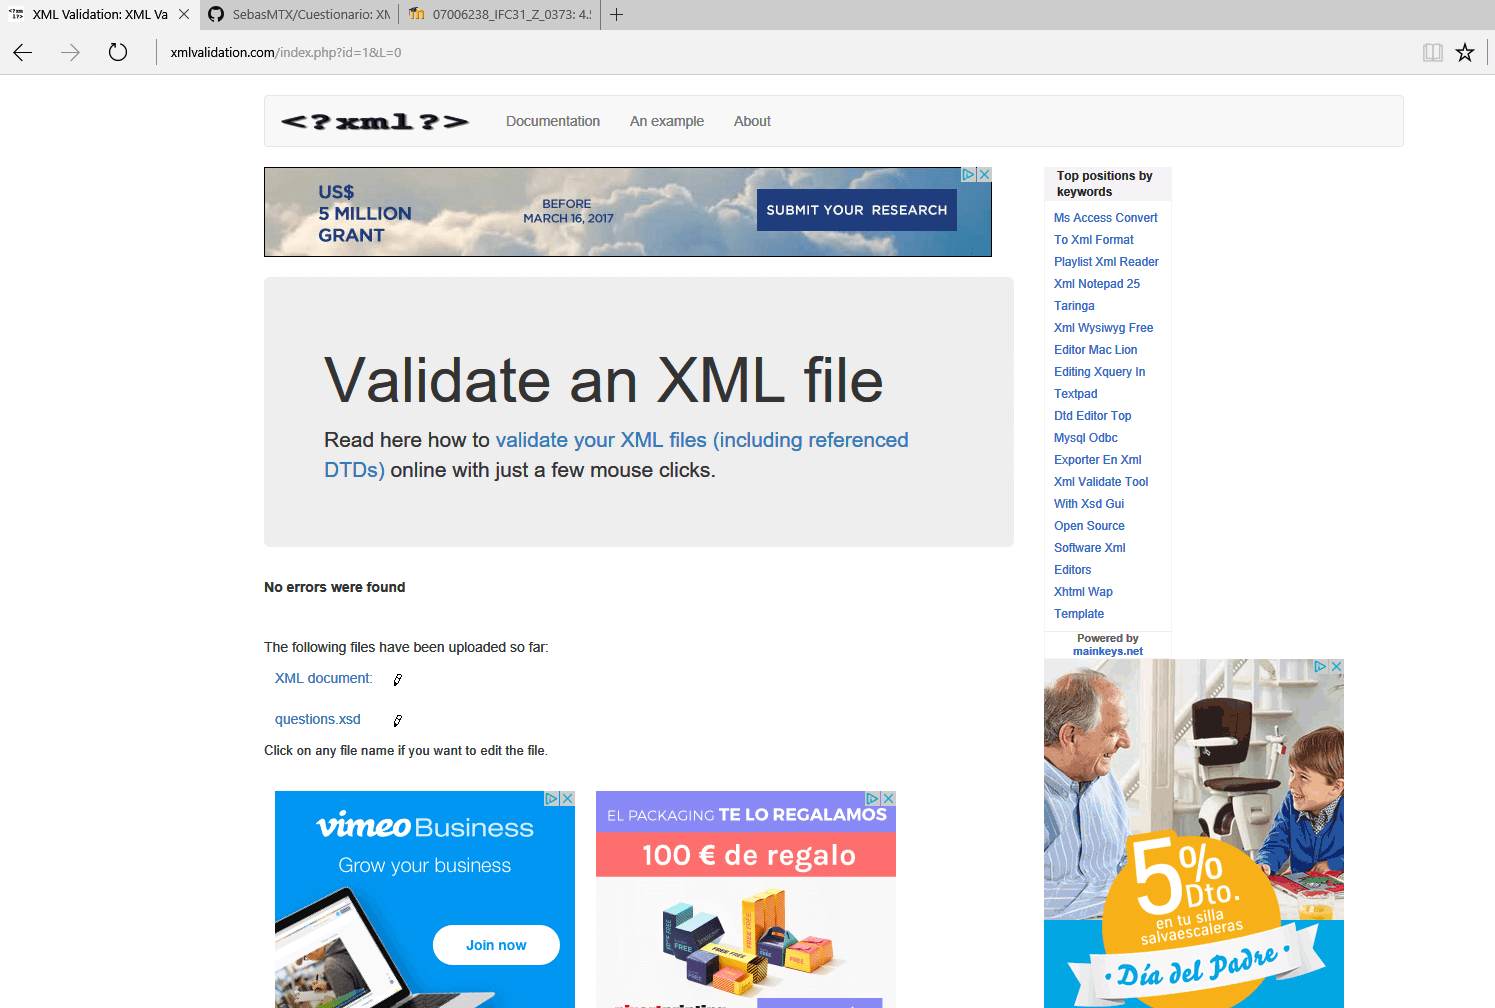 XML Validation: XML Va
SebasMTX/Cuestionario: XM
07006238_IFC31_Z_0373: 4.5
xmlvalidation.com/index.php?id=1&L=0
<?xml?>
Documentation
An example
About
US$
5 MILLION
GRANT
BEFORE
MARCH 16, 2017
SUBMIT YOUR RESEARCH
Top positions by
keywords
Ms Access Convert
To Xml Format
Playlist Xml Reader
Xml Notepad 25
Taringa
Xml Wysiwyg Free
Editor Mac Lion
Editing Xquery In
Textpad
Dtd Editor Top
Mysql Odbc
Exporter En Xml
Xml Validate Tool
With Xsd Gui
Open Source
Software Xml
Editors
Xhtml Wap
Template
Powered by
mainkeys.net
Validate an XML file
Read here how to validate your XML files (including referenced
DTDs) online with just a few mouse clicks.
No errors were found
The following files have been uploaded so far:
XML document:
questions.xsd
Click on any file name if you want to edit the file.
vimeo Business
Grow your business
Join now
EL PACKAGING TE LO REGALAMOS
100 € de regalo
FREE FREE
5%
Dto.
en tu silla
salvaescaleras
· Día del Padre ·